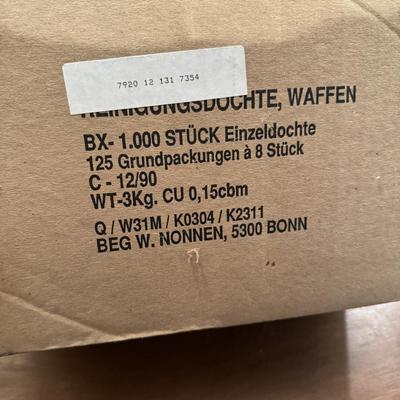 7920 12 131 7354
REINIGUNGSDOCHTE, WAFFEN
BX- 1.000 STÜCK Einzeldochte
125 Grundpackungen à 8 Stück
C - 12/90
WT-3Kg. CU 0,15cbm
Q / W31M / K0304 / K2311
BEG W. NONNEN, 5300 BONN